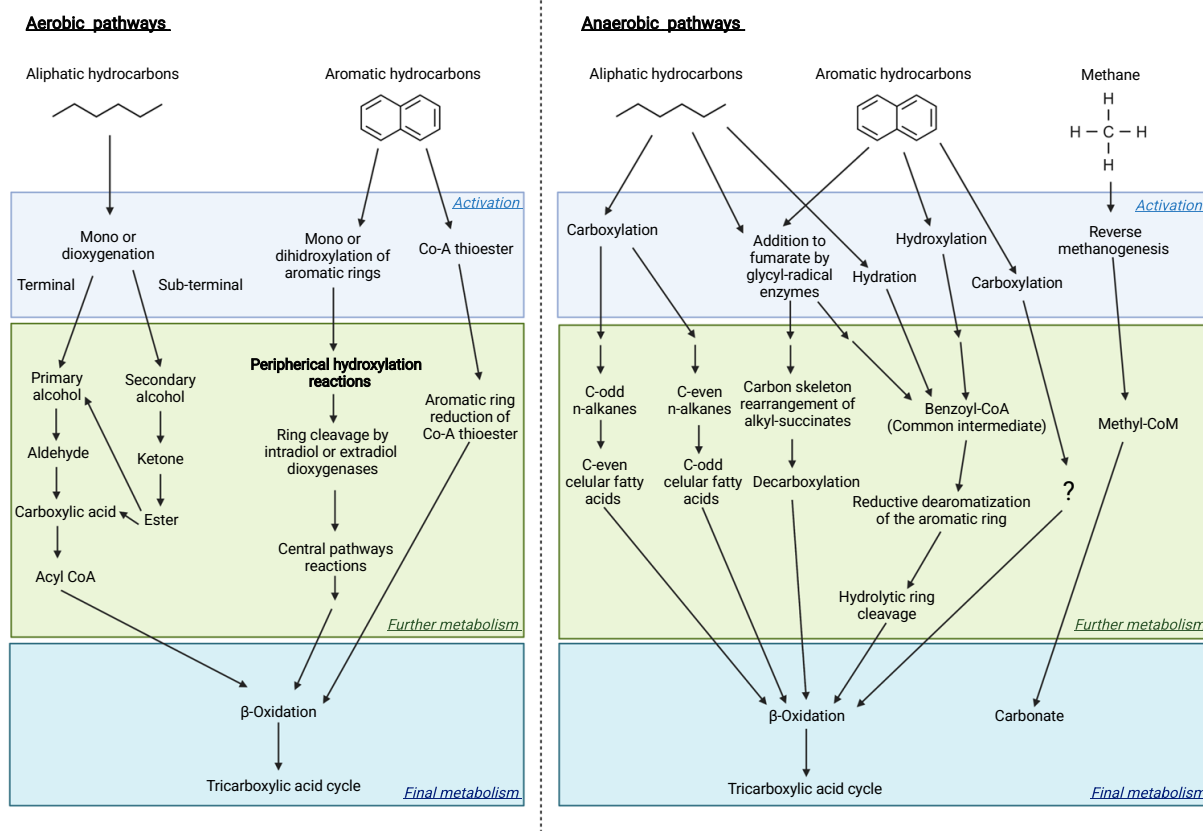 Aerobic pathways
Aliphatic hydrocarbons
Aromatic hydrocarbons
Activation
Mono or
dioxygenation
Terminal
Sub-terminal
Mono or
dihidroxylation of
aromatic rings
Co-A thioester
Primary
alcohol
Aldehyde
Carboxylic acid
Acyl CoA
Secondary
alcohol
Ketone
Ester
Peripherical hydroxylation
reactions
Ring cleavage by
intradiol or extradiol
dioxygenases
Central pathways
reactions
Aromatic ring
reduction of
Co-A thioester
Further metabolism
β-Oxidation
Tricarboxylic acid cycle
Final metabolism
Anaerobic pathways
Aliphatic hydrocarbons
Aromatic hydrocarbons
Methane
H
H C H
H
Activation
Carboxylation
Addition to
fumarate by
glycyl-radical
enzymes
Hydration
Hydroxylation
Carboxylation
Reverse
methanogenesis
C-odd
n-alkanes
C-even
celular fatty
acids
C-even
n-alkanes
C-odd
celular fatty
acids
Carbon skeleton
rearrangement of
alkyl-succinates
Decarboxylation
Benzoyl-CoA
(Common intermediate)
Reductive dearomatization
of the aromatic ring
Hydrolytic ring
cleavage
?
Methyl-CoM
Further metabolism
β-Oxidation
Carbonate
Tricarboxylic acid cycle
Final metabolism